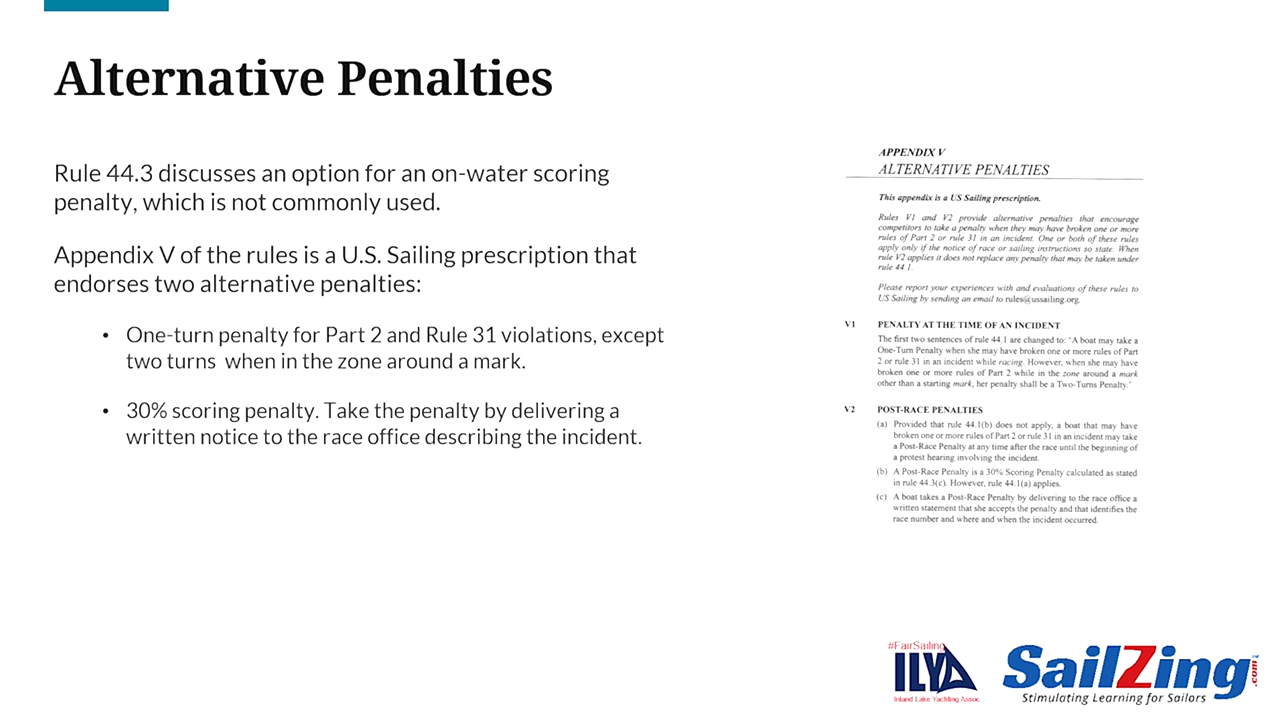 Alternative Penalties
Rule 44.3 discusses an option for an on-water scoring
penalty, which is not commonly used.
Appendix V of the rules is a U.S. Sailing prescription that
endorses two alternative penalties:
• One-turn penalty for Part 2 and Rule 31 violations, except
two turns  when in the zone around a mark.
• 30% scoring penalty. Take the penalty by delivering a
written notice to the race office describing the incident.
APPENDIX V
ALTERNATIVE PENALTIES
This appendix is a US Sailing prescription.
Rules V1 and V2 provide alternative penalties that encourage
competitors to take a penalty when they may have broken one or more
rules of Part 2 or rule 31 in an incident. One or both of these rules
apply only if the notice of race or sailing instructions so state. When
rule V2 applies it does not replace any penalty that may be taken under
rule 44.1.
Please report your experiences with and evaluations of these rules to
US Sailing by sending an email to rules@ussailing.org.
V1 PENALTY AT THE TIME OF AN INCIDENT
The first two sentences of rule 44.1 are changed to: 'A boat may take a
One-Turn Penalty when she may have broken one or more rules of Part
2 or rule 31 in an incident while racing. However, when she may have
broken one or more rules of Part 2 while in the zone around a mark
other than a starting mark, her penalty shall be a Two-Turns Penalty.'
V2 POST-RACE PENALTIES
(a) Provided that rule 44.1(b) does not apply, a boat that may have
broken one or more rules of Part 2 or rule 31 in an incident may take
a Post-Race Penalty at any time after the race until the beginning of
a protest hearing involving the incident.
(b) A Post-Race Penalty is a 30% Scoring Penalty calculated as stated
in rule 44.3(c). However, rule 44.1(a) applies.
(c) A boat takes a Post-Race Penalty by delivering to the race office a
written statement that she accepts the penalty and that identifies the
race number and where and when the incident occurred.
#FairSailing
ILYA
Inland Lake Yachting Assoc.
SailZing.com
Stimulating Learning for Sailors